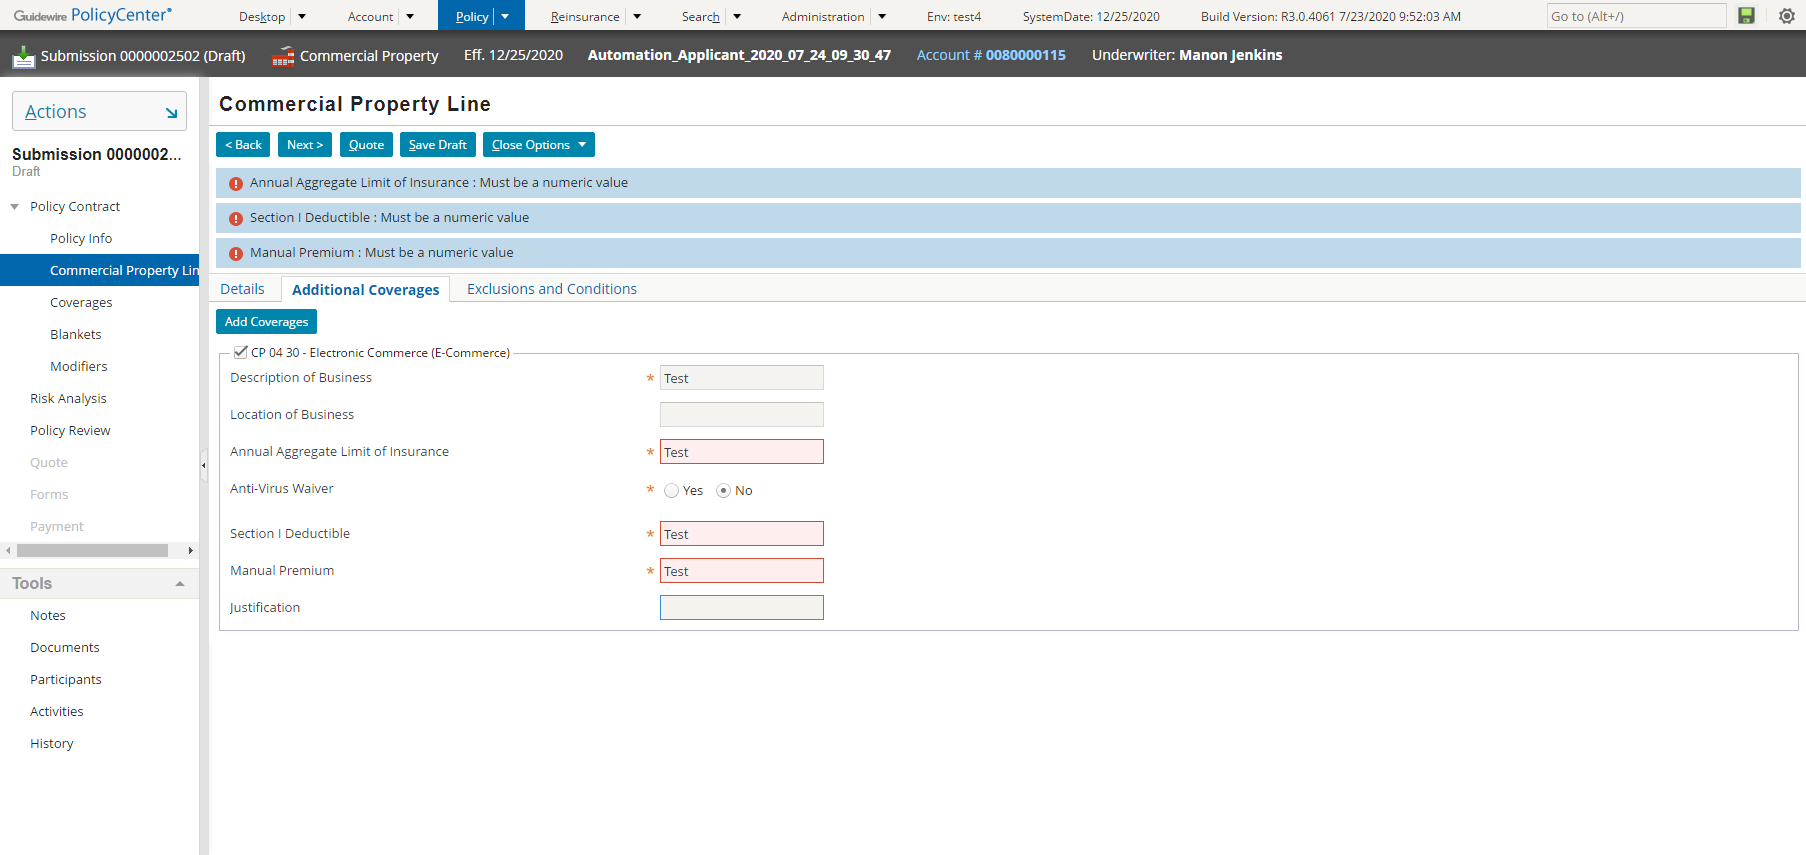 Guidewire PolicyCenter® Desktop Account Policy Reinsurance Search Administration Env: test4 SystemDate: 12/25/2020 Build Version: R3.0.4061 7/23/2020 9:52:03 AM Go to (Alt+/)
Submission 0000002502 (Draft) Commercial Property Eff. 12/25/2020 Automation_Applicant_2020_07_24_09_30_47 Account # 0080000115 Underwriter: Manon Jenkins
Actions
Submission 0000002...
Draft
Policy Contract
Policy Info
Commercial Property Lin
Coverages
Blankets
Modifiers
Risk Analysis
Policy Review
Quote
Forms
Payment
Tools
Notes
Documents
Participants
Activities
History
Commercial Property Line
< Back Next > Quote Save Draft Close Options
Annual Aggregate Limit of Insurance : Must be a numeric value
Section I Deductible : Must be a numeric value
Manual Premium : Must be a numeric value
Details Additional Coverages Exclusions and Conditions
Add Coverages
CP 04 30 - Electronic Commerce (E-Commerce)
Description of Business * Test
Location of Business
Annual Aggregate Limit of Insurance * Test
Anti-Virus Waiver * Yes No
Section I Deductible * Test
Manual Premium * Test
Justification